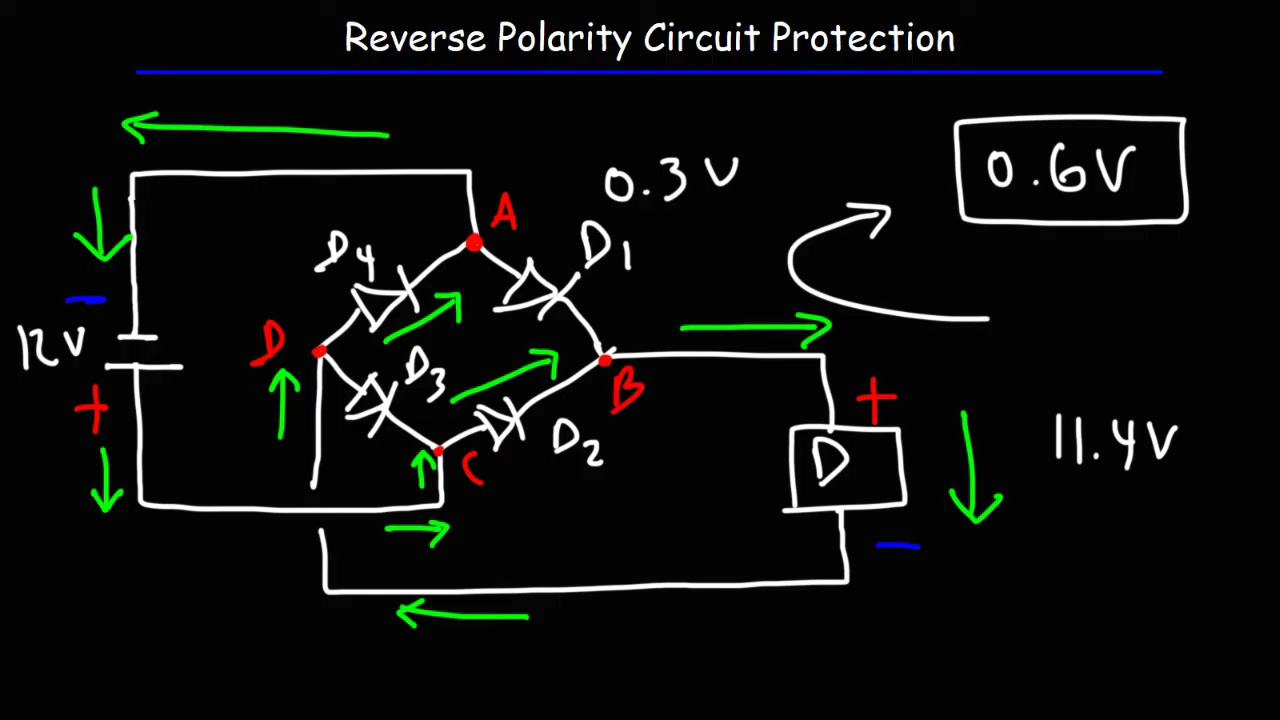 Reverse Polarity Circuit Protection
0.3V
0.6V
A
D1
D4
-
12V
D
D3
B
+
+
D
11.4V
D2
C
-